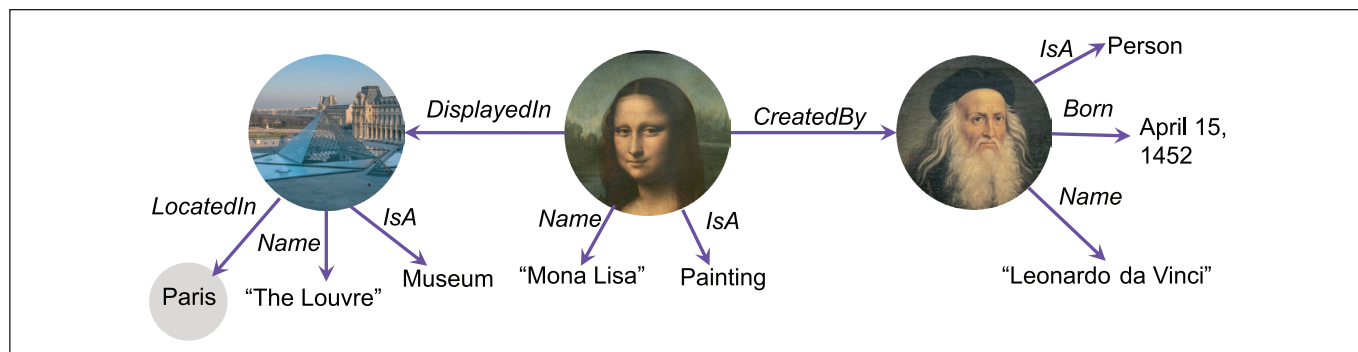 IsA
Person
DisplayedIn
CreatedBy
Born
April 15,
1452
LocatedIn
Name
IsA
Name
IsA
Name
Paris
“The Louvre”
Museum
“Mona Lisa”
Painting
“Leonardo da Vinci”